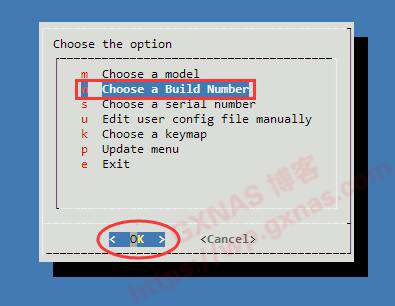 Choose the option
m Choose a model
n Choose a Build Number
s Choose a serial number
u Edit user config file manually
k Choose a keymap
p Update menu
e Exit
< OK > <Cancel>
GXNAS 博客
https://wp.gxnas.com